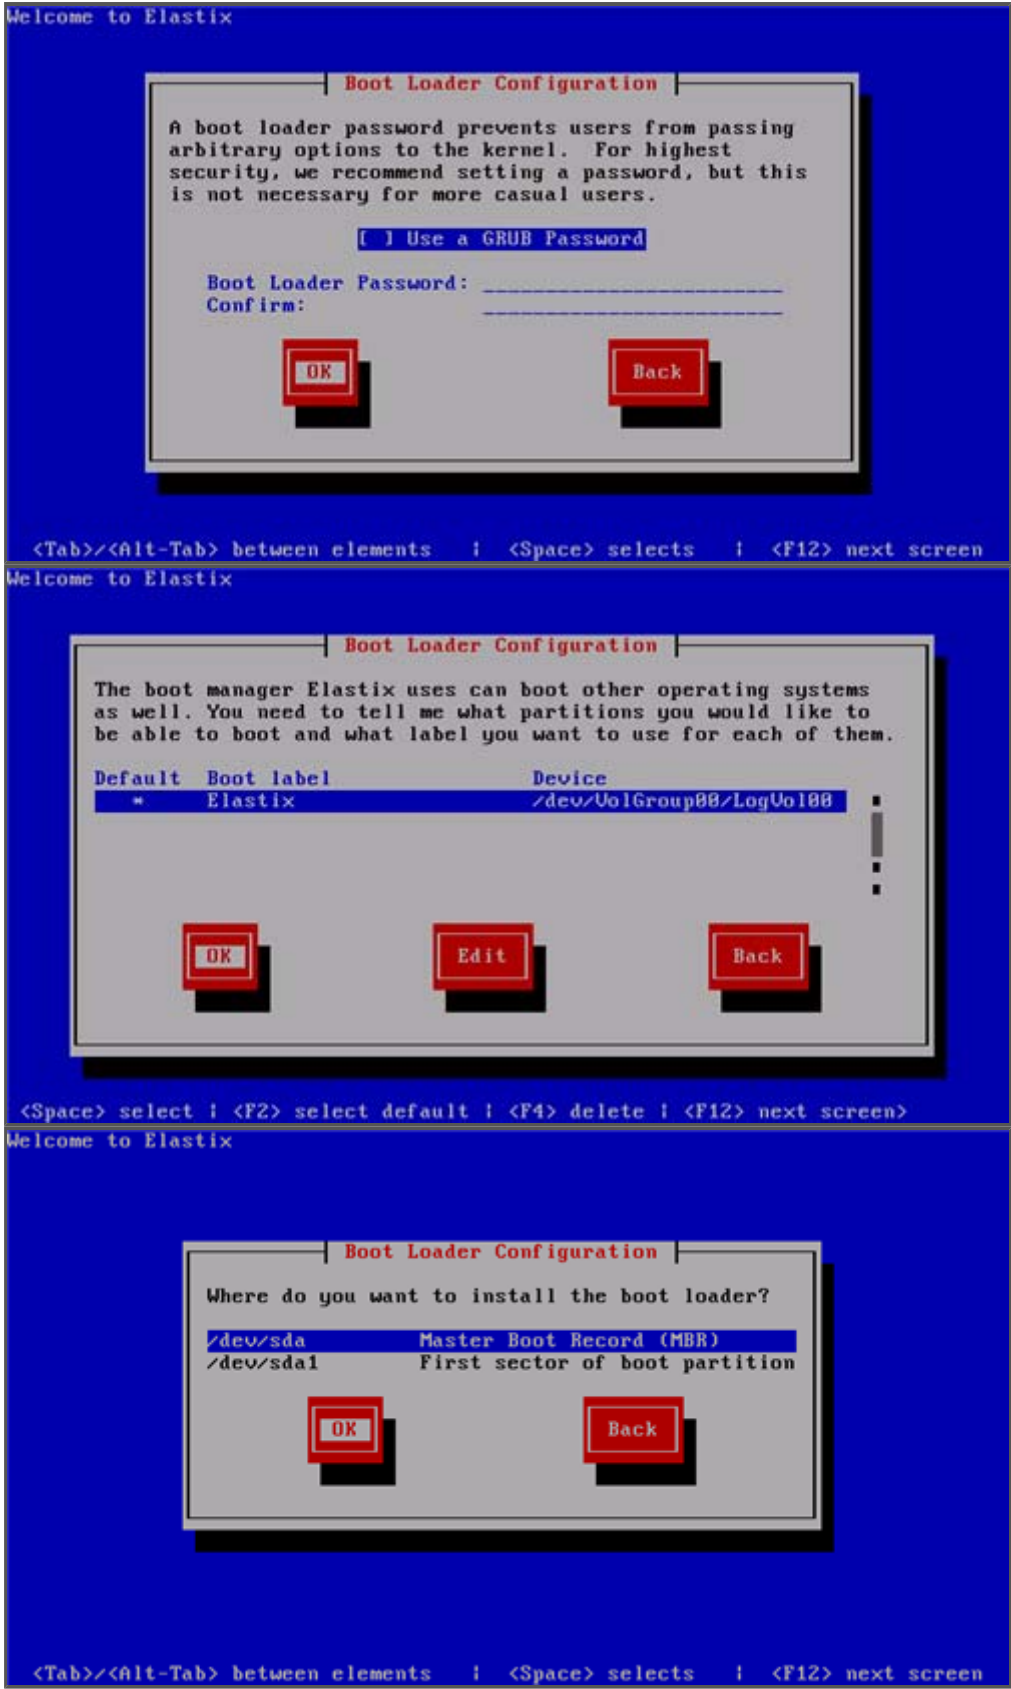 Welcome to Elastix
Boot Loader Configuration
A boot loader password prevents users from passing
arbitrary options to the kernel.  For highest
security, we recommend setting a password, but this
is not necessary for more casual users.
[ ] Use a GRUB Password
Boot Loader Password: ________________________
Confirm: ________________________
OK Back
<Tab>/<Alt-Tab> between elements | <Space> selects | <F12> next screen
Welcome to Elastix
Boot Loader Configuration
The boot manager Elastix uses can boot other operating systems
as well. You need to tell me what partitions you would like to
be able to boot and what label you want to use for each of them.
Default Boot label Device
* Elastix /dev/VolGroup00/LogVol00
OK Edit Back
<Space> select | <F2> select default | <F4> delete | <F12> next screen>
Welcome to Elastix
Boot Loader Configuration
Where do you want to install the boot loader?
/dev/sda Master Boot Record (MBR)
/dev/sda1 First sector of boot partition
OK Back
<Tab>/<Alt-Tab> between elements | <Space> selects | <F12> next screen